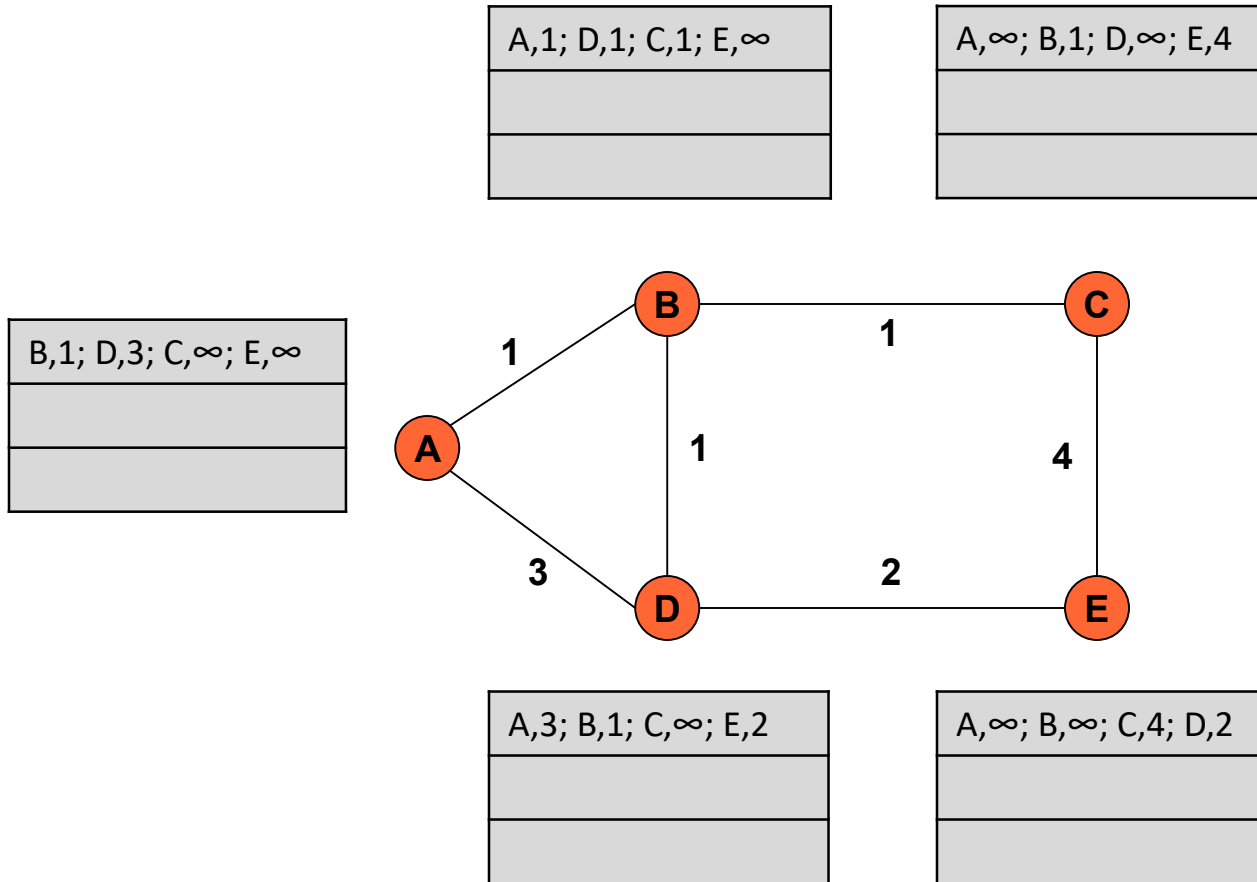 A,1; D,1; C,1; E,∞
A,∞; B,1; D,∞; E,4
B
C
1
B,1; D,3; C,∞; E,∞
1
A
1
4
3
2
D
E
A,3; B,1; C,∞; E,2
A,∞; B,∞; C,4; D,2